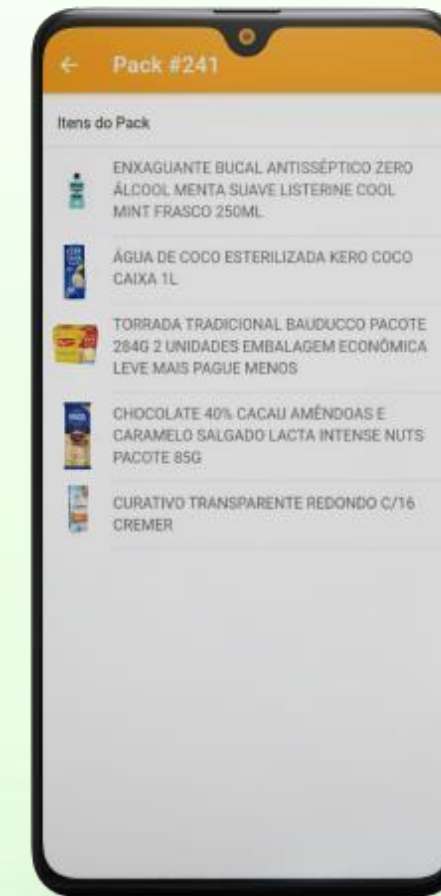 Pack #241
Itens do Pack
ENXAGUANTE BUCAL ANTISSÉPTICO ZERO
ÁLCOOL MENTA SUAVE LISTERINE COOL
MINT FRASCO 250ML
ÁGUA DE COCO ESTERILIZADA KERO COCO
CAIXA 1L
TORRADA TRADICIONAL BAUDUCCO PACOTE
284G 2 UNIDADES EMBALAGEM ECONÔMICA
LEVE MAIS PAGUE MENOS
CHOCOLATE 40% CACAU AMÊNDOAS E
CARAMELO SALGADO LACTA INTENSE NUTS
PACOTE 85G
CURATIVO TRANSPARENTE REDONDO C/16
CREMER